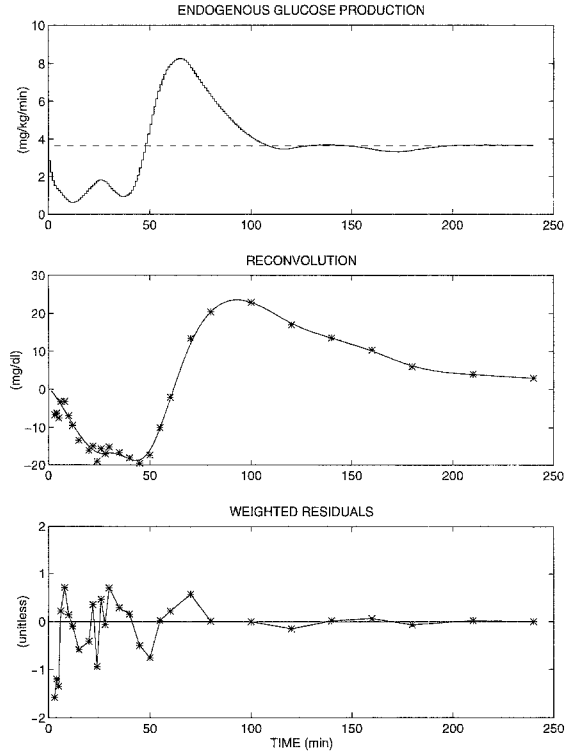 ENDOGENOUS GLUCOSE PRODUCTION
(mg/kg/min)
10
8
6
4
2
0
0 50 100 150 200 250
RECONVOLUTION
(mg/dl)
30
20
10
0
-10
-20
0 50 100 150 200 250
WEIGHTED RESIDUALS
(unitless)
2
1
0
-1
-2
0 50 100 150 200 250
TIME (min)